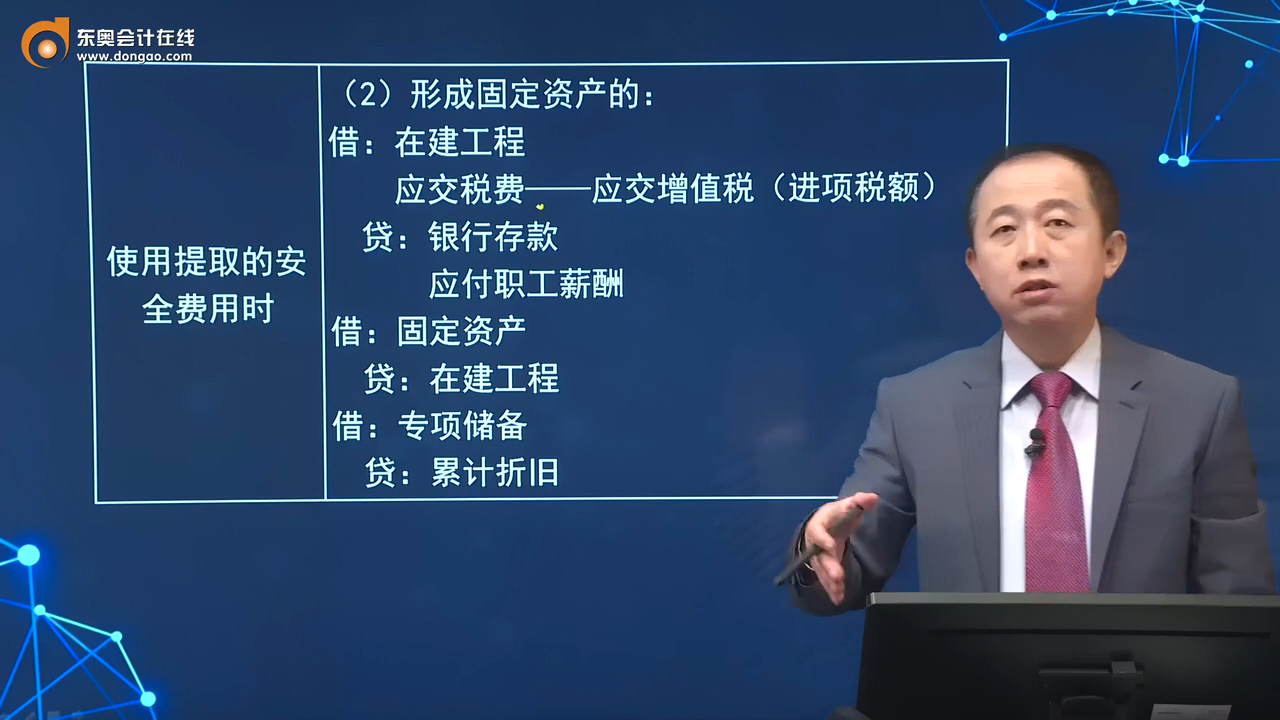 东奥会计在线
www.dongao.com
使用提取的安
全费用时
（2）形成固定资产的：
借：在建工程
应交税费——应交增值税（进项税额）
贷：银行存款
应付职工薪酬
借：固定资产
贷：在建工程
借：专项储备
贷：累计折旧